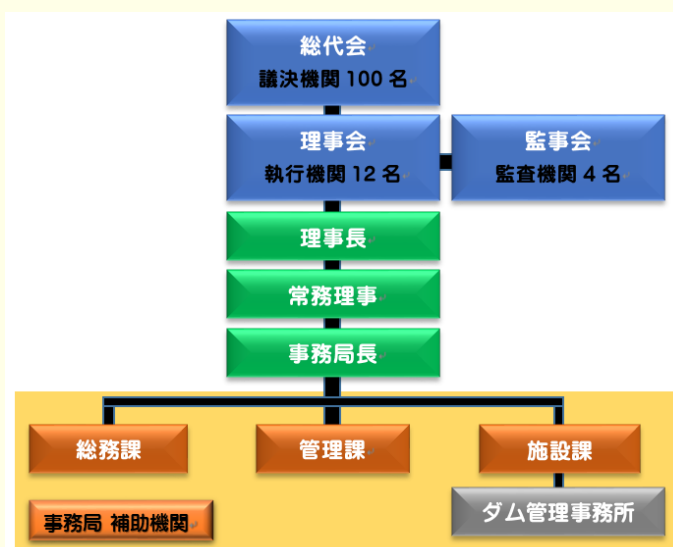 総代会
議決機関 100 名
理事会
執行機関 12 名
監事会
監査機関 4 名
理事長
常務理事
事務局長
総務課
管理課
施設課
事務局 補助機関
ダム管理事務所